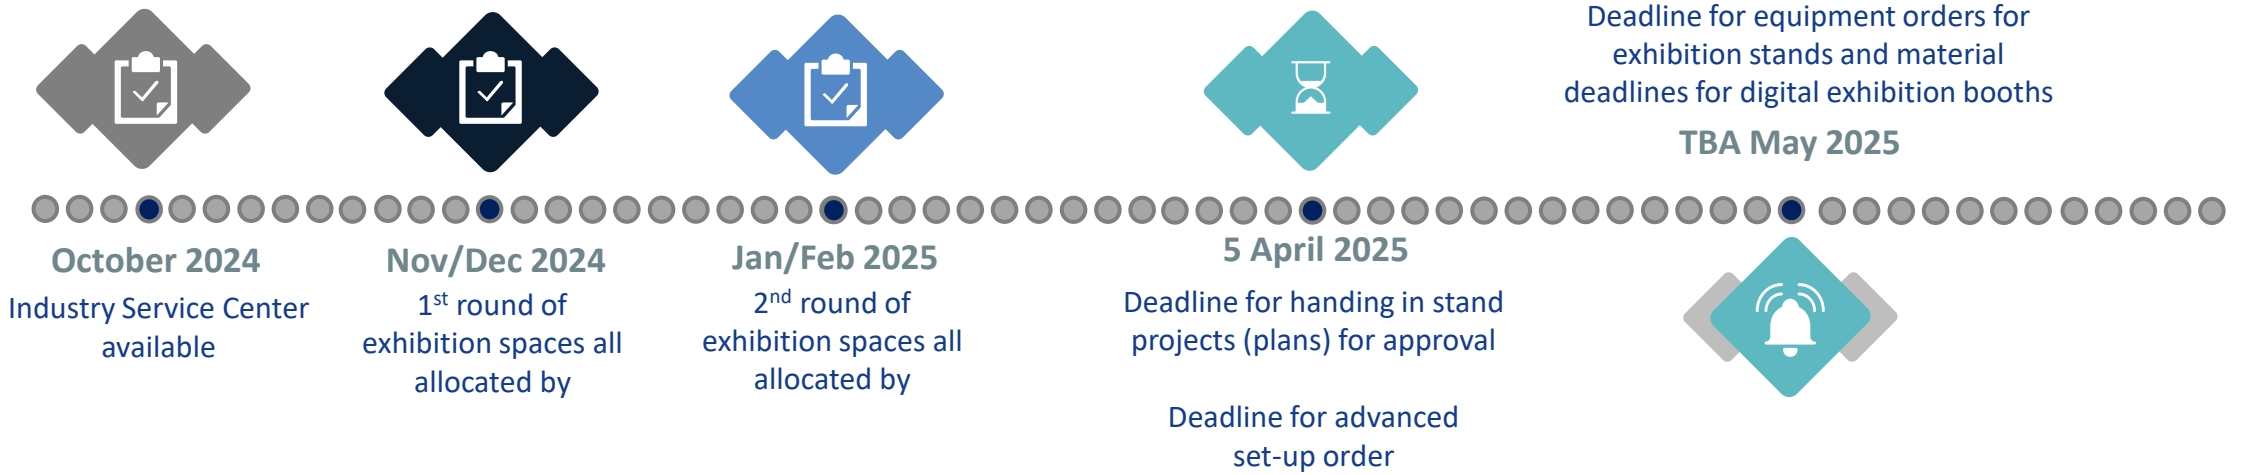 October 2024
Industry Service Center
available
Nov/Dec 2024
1st round of
exhibition spaces all
allocated by
Jan/Feb 2025
2nd round of
exhibition spaces all
allocated by
5 April 2025
Deadline for handing in stand
projects (plans) for approval
Deadline for advanced
set-up order
Deadline for equipment orders for
exhibition stands and material
deadlines for digital exhibition booths
TBA May 2025